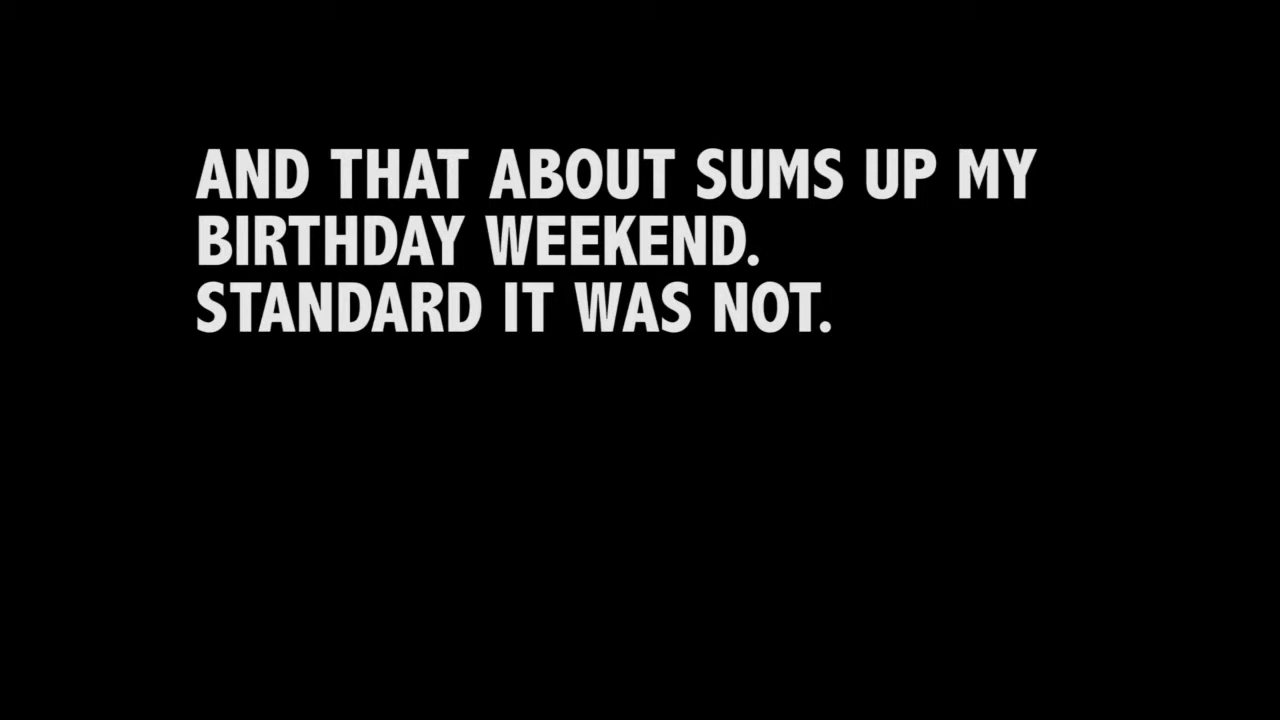 AND THAT ABOUT SUMS UP MY
BIRTHDAY WEEKEND.
STANDARD IT WAS NOT.